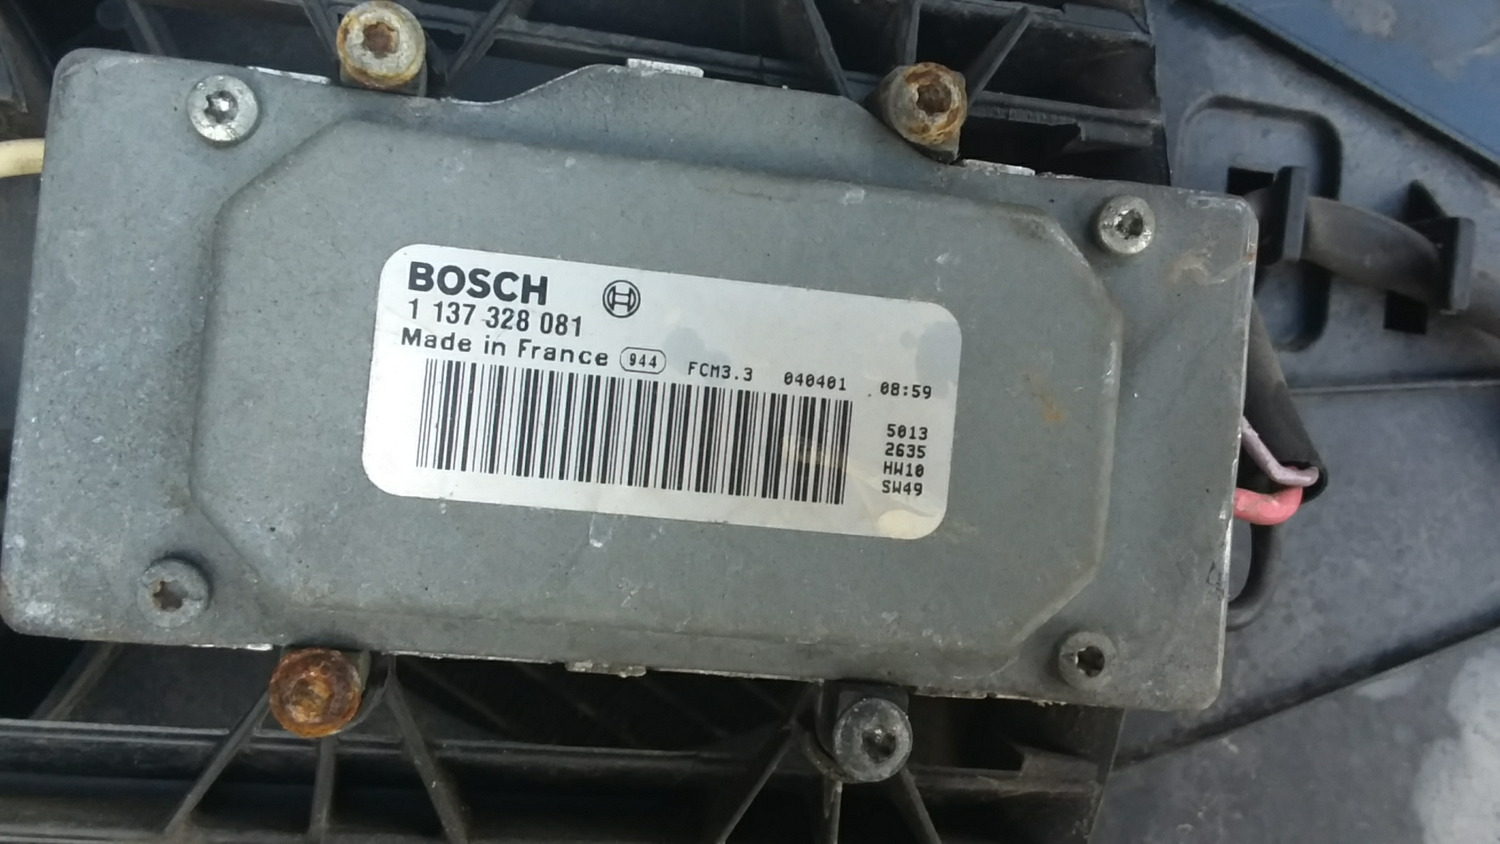 BOSCH
1 137 328 081
Made in France 944 FCM3.3 040401 08:59
5013
2635
HW10
SW49